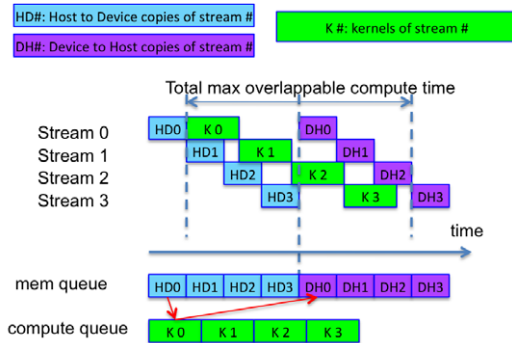 HD#: Host to Device copies of stream #
K #: kernels of stream #
DH#: Device to Host copies of stream #
Total max overlappable compute time
Stream 0 HD0 K 0 DH0
Stream 1 HD1 K 1 DH1
Stream 2 HD2 K 2 DH2
Stream 3 HD3 K 3 DH3
time
mem queue HD0 HD1 HD2 HD3 DH0 DH1 DH2 DH3
compute queue K 0 K 1 K 2 K 3